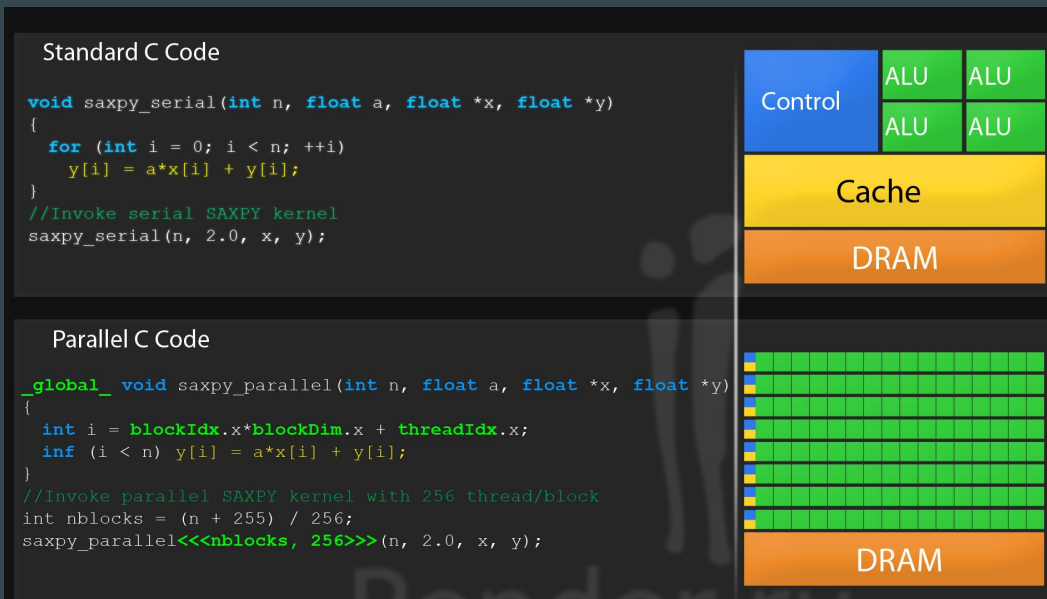 Standard C Code
void saxpy_serial(int n, float a, float *x, float *y)
{
for (int i = 0; i < n; ++i)
y[i] = a*x[i] + y[i];
}
//Invoke serial SAXPY kernel
saxpy_serial(n, 2.0, x, y);
Control
ALU ALU
ALU ALU
Cache
DRAM
Parallel C Code
_global_ void saxpy_parallel(int n, float a, float *x, float *y)
{
int i = blockIdx.x*blockDim.x + threadIdx.x;
inf (i < n) y[i] = a*x[i] + y[i];
}
//Invoke parallel SAXPY kernel with 256 thread/block
int nblocks = (n + 255) / 256;
saxpy_parallel<<<nblocks, 256>>>(n, 2.0, x, y);
DRAM